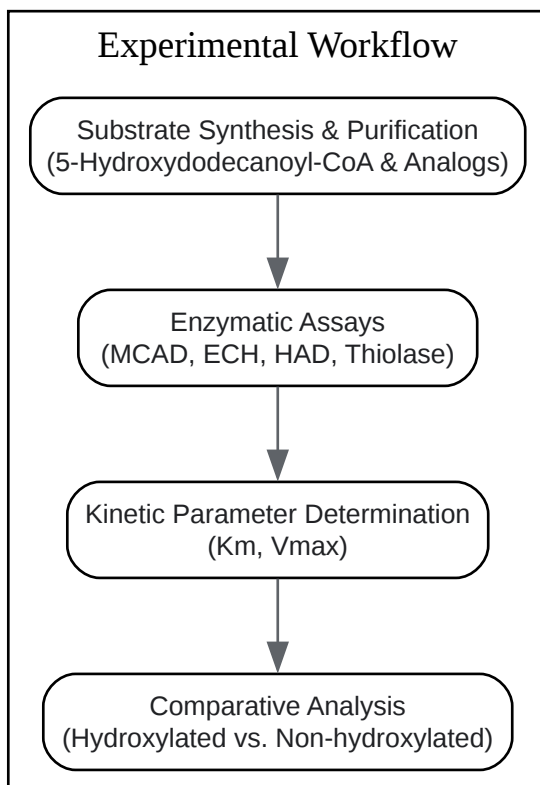 Experimental Workflow
Substrate Synthesis & Purification
(5-Hydroxydodecanoyl-CoA & Analogs)
Enzymatic Assays
(MCAD, ECH, HAD, Thiolase)
Kinetic Parameter Determination
(Km, Vmax)
Comparative Analysis
(Hydroxylated vs. Non-hydroxylated)